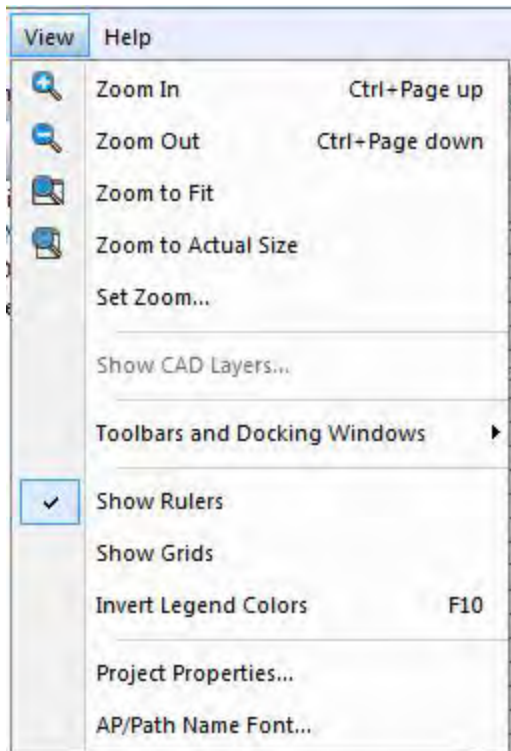 View Help
Zoom In Ctrl+Page up
Zoom Out Ctrl+Page down
Zoom to Fit
Zoom to Actual Size
Set Zoom...
Show CAD Layers...
Toolbars and Docking Windows
Show Rulers
Show Grids
Invert Legend Colors F10
Project Properties...
AP/Path Name Font...